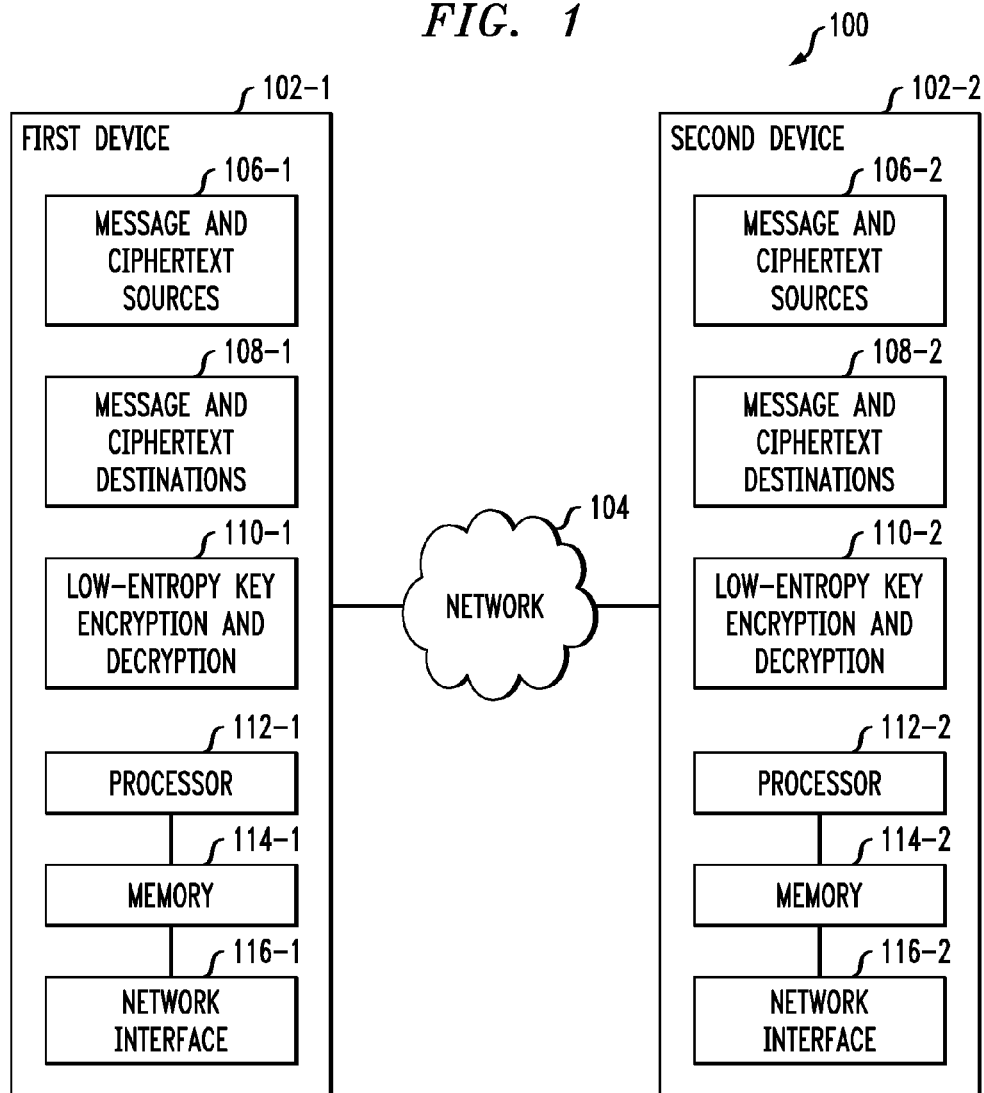 FIG. 1
100
102-1
FIRST DEVICE
106-1
MESSAGE AND
CIPHERTEXT
SOURCES
108-1
MESSAGE AND
CIPHERTEXT
DESTINATIONS
110-1
LOW-ENTROPY KEY
ENCRYPTION AND
DECRYPTION
112-1
PROCESSOR
114-1
MEMORY
116-1
NETWORK
INTERFACE
104
NETWORK
102-2
SECOND DEVICE
106-2
MESSAGE AND
CIPHERTEXT
SOURCES
108-2
MESSAGE AND
CIPHERTEXT
DESTINATIONS
110-2
LOW-ENTROPY KEY
ENCRYPTION AND
DECRYPTION
112-2
PROCESSOR
114-2
MEMORY
116-2
NETWORK
INTERFACE